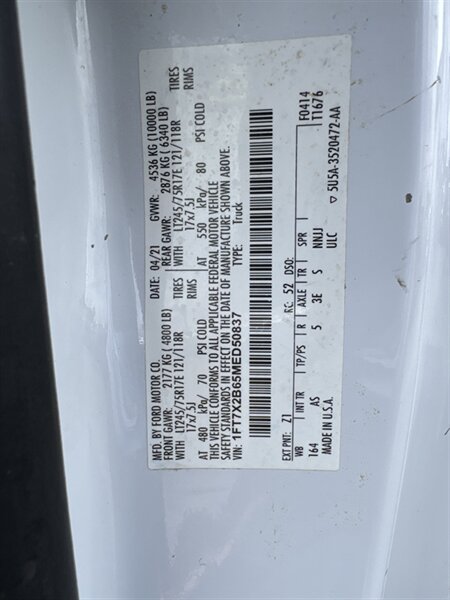 MFD. BY FORD MOTOR CO.
DATE: 04/21 GVWR: 4536 KG (10000 LB)
FRONT GAWR: 2177 KG (4800 LB) REAR GAWR: 2876 KG (6340 LB)
WITH TIRES WITH TIRES
LT245/75R17E 121/118R LT245/75R17E 121/118R
17x7.5J RIMS 17x7.5J RIMS
AT 480 kPa/ 70 PSI COLD AT 550 kPa/ 80 PSI COLD
THIS VEHICLE CONFORMS TO ALL APPLICABLE FEDERAL MOTOR VEHICLE
SAFETY STANDARDS IN EFFECT ON THE DATE OF MANUFACTURE SHOWN ABOVE.
VIN: 1FT7X2B65MED50837 TYPE: Truck
F0414
T1676
EXT PNT: Z1 RC: 52 DSO:
WB INT TR TP/PS R AXLE TR SPR
164 AS 5 3E S NNUJ
MADE IN U.S.A. ULC
▽ 5U5A-3520472-AA